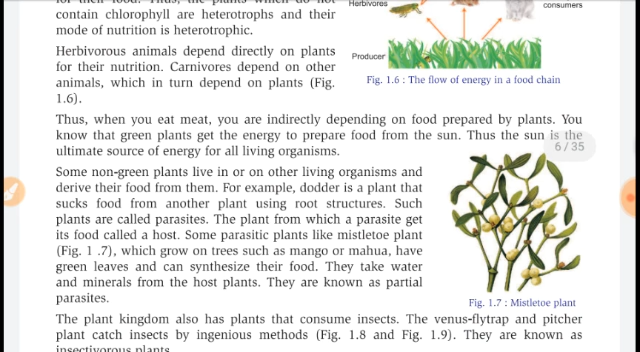 for their food. Thus, the plants which do not
contain chlorophyll are heterotrophs and their
mode of nutrition is heterotrophic.
Herbivores
consumers
Herbivorous animals depend directly on plants
for their nutrition. Carnivores depend on other
animals, which in turn depend on plants (Fig.
1.6).
Producer
Fig. 1.6 : The flow of energy in a food chain
Thus, when you eat meat, you are indirectly depending on food prepared by plants. You
know that green plants get the energy to prepare food from the sun. Thus the sun is the
ultimate source of energy for all living organisms.
6 / 35
Some non-green plants live in or on other living organisms and
derive their food from them. For example, dodder is a plant that
sucks food from another plant using root structures. Such
plants are called parasites. The plant from which a parasite get
its food called a host. Some parasitic plants like mistletoe plant
(Fig. 1 .7), which grow on trees such as mango or mahua, have
green leaves and can synthesize their food. They take water
and minerals from the host plants. They are known as partial
parasites.
Fig. 1.7 : Mistletoe plant
The plant kingdom also has plants that consume insects. The venus-flytrap and pitcher
plant catch insects by ingenious methods (Fig. 1.8 and Fig. 1.9). They are known as
insectivorous plants